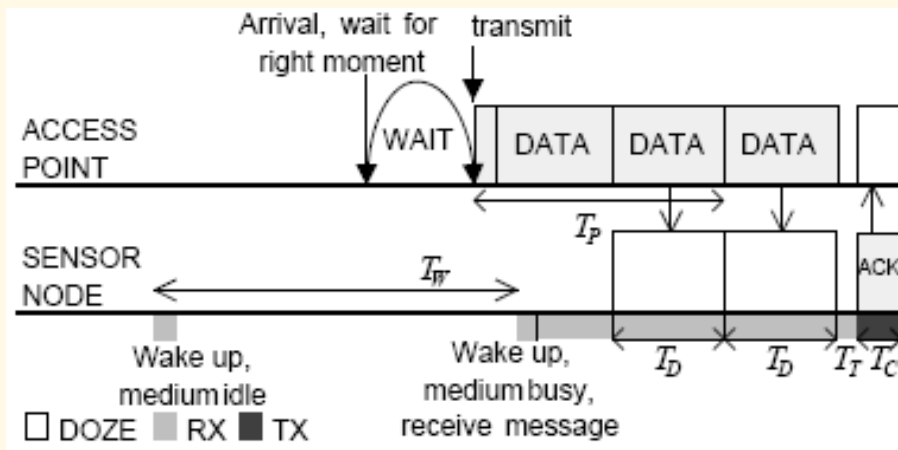 Arrival, wait for
right moment
transmit
ACCESS
POINT
WAIT
DATA
DATA
DATA
T_P
SENSOR
NODE
T_W
ACK
Wake up,
medium idle
Wake up,
medium busy,
receive message
T_D
T_D
T_T
T_C
DOZE
RX
TX